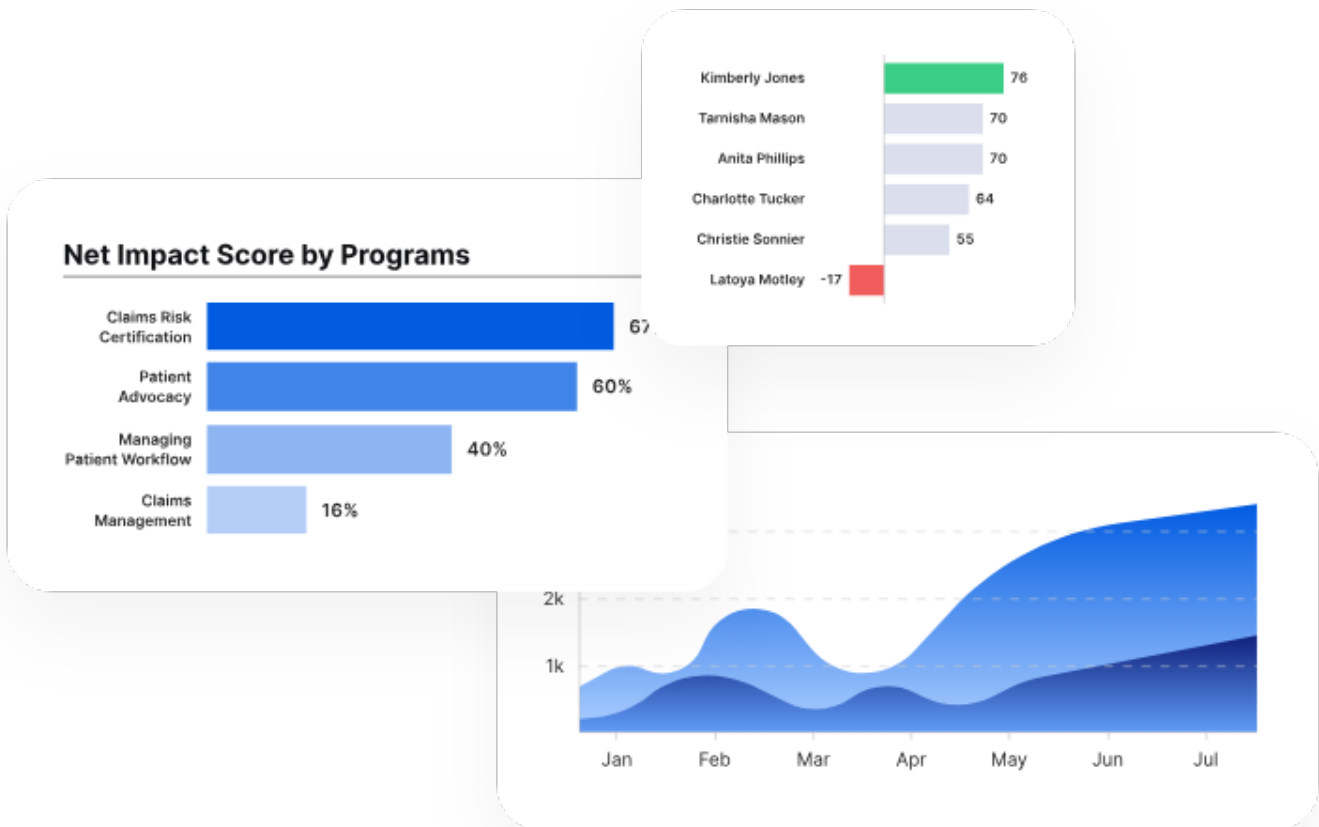 Kimberly Jones 76
Tarnisha Mason 70
Anita Phillips 70
Charlotte Tucker 64
Christie Sonnier 55
Latoya Motley -17
Net Impact Score by Programs
Claims Risk
Certification
67
Patient
Advocacy
60%
Managing
Patient Workflow
40%
Claims
Management
16%
2k
1k
Jan Feb Mar Apr May Jun Jul